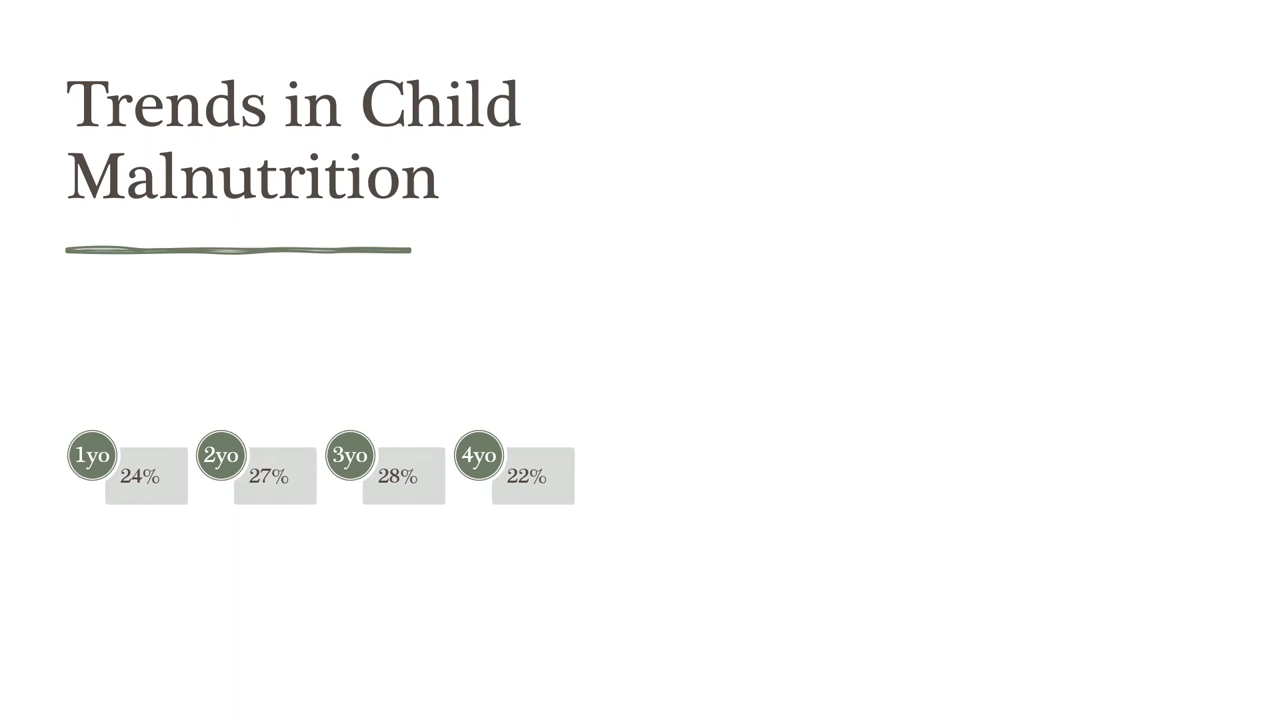 Trends in Child
Malnutrition
1yo
24%
2yo
27%
3yo
28%
4yo
22%